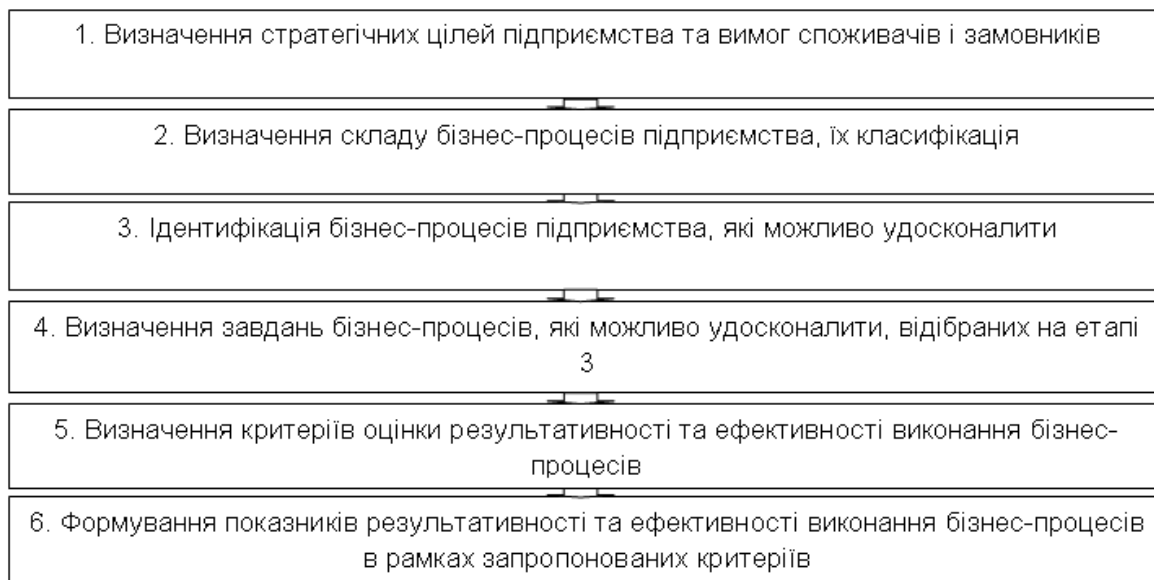 1. Визначення стратегічних цілей підприємства та вимог споживачів і замовників
2. Визначення складу бізнес-процесів підприємства, їх класифікація
3. Ідентифікація бізнес-процесів підприємства, які можливо удосконалити
4. Визначення завдань бізнес-процесів, які можливо удосконалити, відібраних на етапі
3
5. Визначення критеріїв оцінки результативності та ефективності виконання бізнес-
процесів
6. Формування показників результативності та ефективності виконання бізнес-процесів
в рамках запропонованих критеріїв